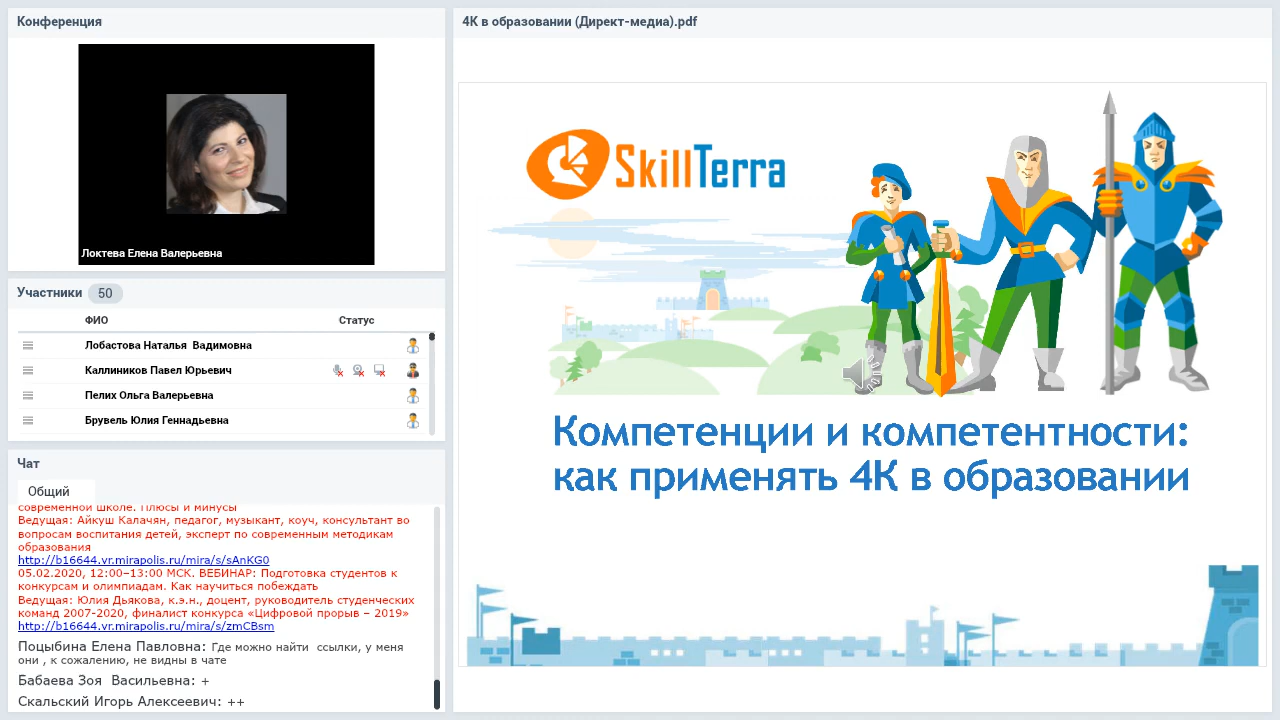 Конференция
Локтева Елена Валерьевна
Участники 50
ФИО Статус
Лобастова Наталья Вадимовна
Каллиников Павел Юрьевич
Пелих Ольга Валерьевна
Брувель Юлия Геннадьевна
Чат
Общий
современной школе. Плюсы и минусы
Ведущая: Айкуш Калачян, педагог, музыкант, коуч, консультант во
вопросам воспитания детей, эксперт по современным методикам
образования
http://b16644.vr.mirapolis.ru/mira/s/sAnKG0
05.02.2020, 12:00–13:00 МСК. ВЕБИНАР: Подготовка студентов к
конкурсам и олимпиадам. Как научиться побеждать
Ведущая: Юлия Дьякова, к.э.н., доцент, руководитель студенческих
команд 2007-2020, финалист конкурса «Цифровой прорыв – 2019»
http://b16644.vr.mirapolis.ru/mira/s/zmCBsm
Поцыбина Елена Павловна: Где можно найти ссылки, у меня
они , к сожалению, не видны в чате
Бабаева Зоя Васильевна: +
Скальский Игорь Алексеевич: ++
4К в образовании (Директ-медиа).pdf
SkillTerra
Компетенции и компетентности:
как применять 4К в образовании